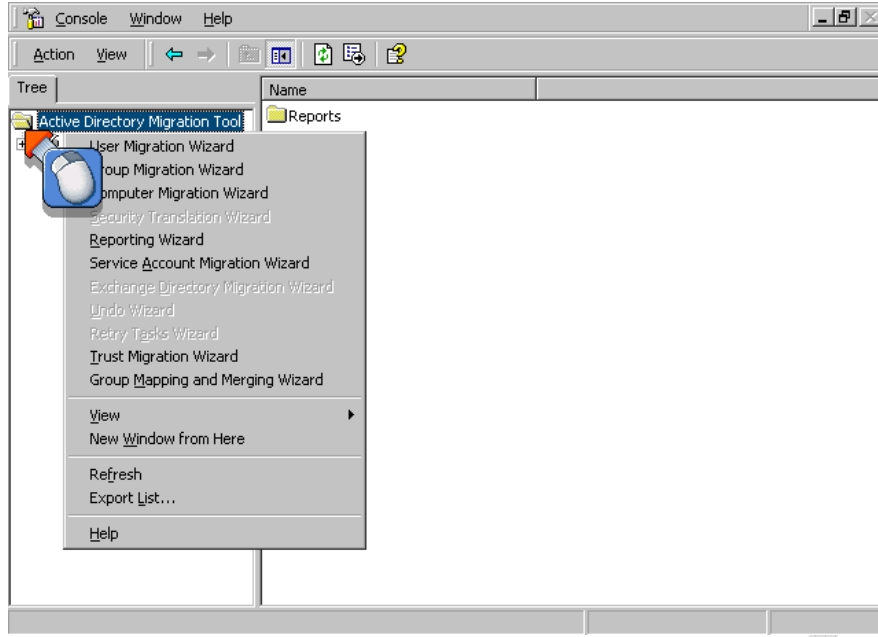 Console Window Help
Action View
Tree
Name
Active Directory Migration Tool
Reports
User Migration Wizard
Group Migration Wizard
Computer Migration Wizard
Security Translation Wizard
Reporting Wizard
Service Account Migration Wizard
Exchange Directory Migration Wizard
Undo Wizard
Retry Tasks Wizard
Trust Migration Wizard
Group Mapping and Merging Wizard
View
New Window from Here
Refresh
Export List...
Help